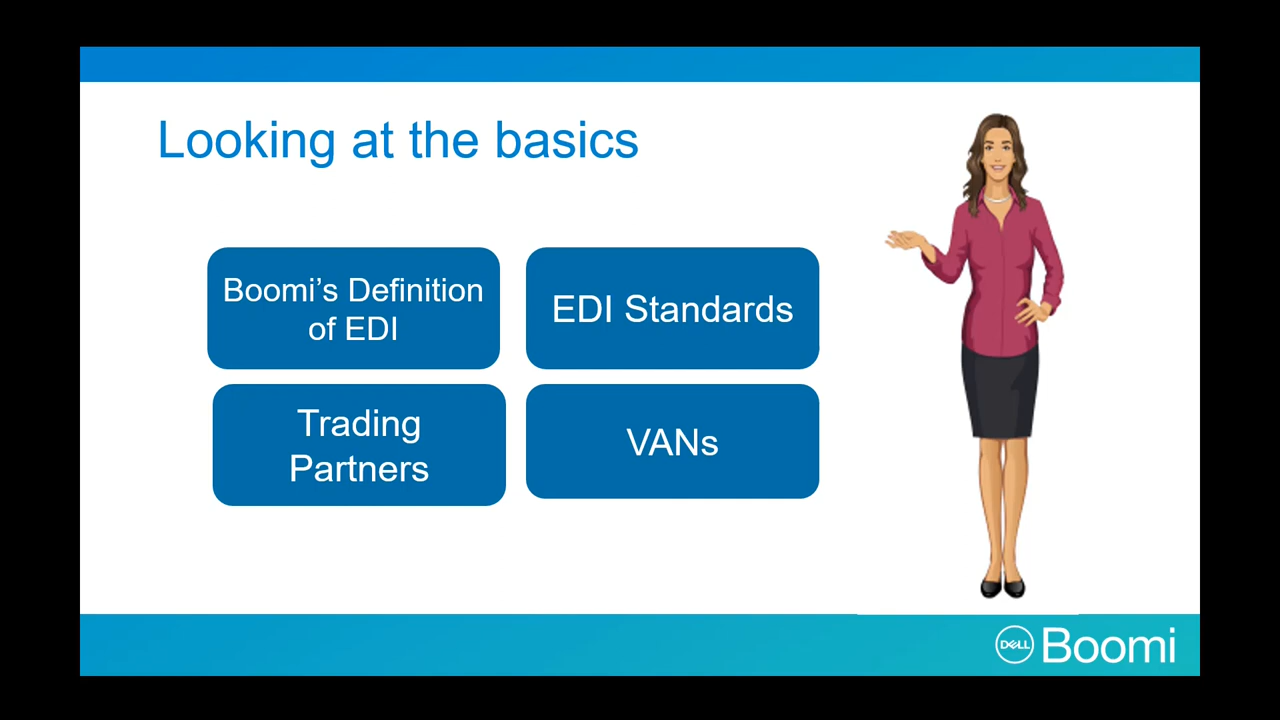 Looking at the basics
Boomi’s Definition
of EDI
EDI Standards
Trading
Partners
VANs
DELL Boomi